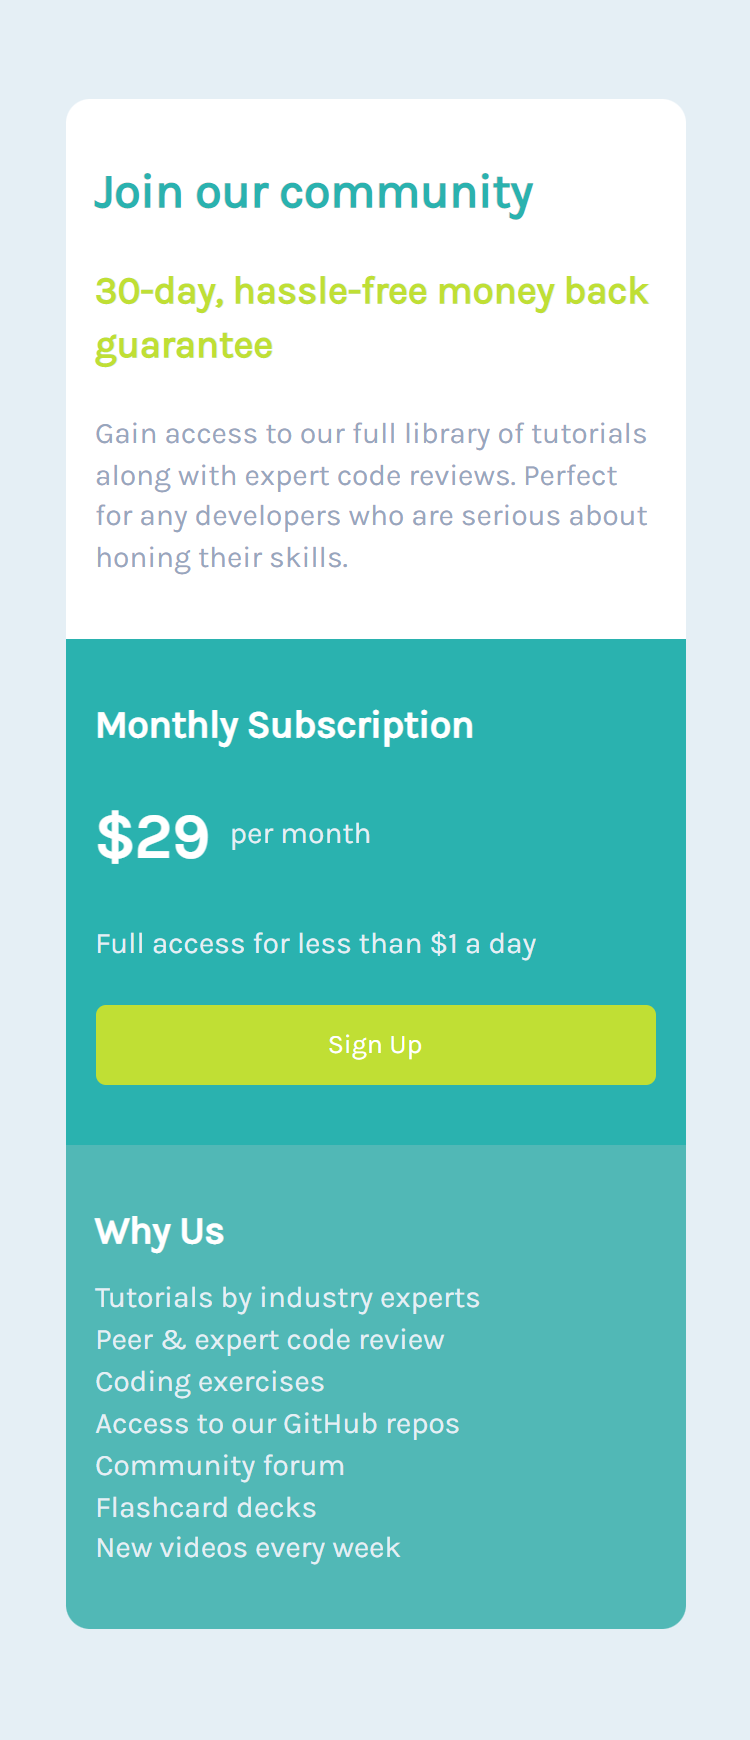 Join our community
30-day, hassle-free money back
guarantee
Gain access to our full library of tutorials
along with expert code reviews. Perfect
for any developers who are serious about
honing their skills.
Monthly Subscription
$29 per month
Full access for less than $1 a day
Sign Up
Why Us
Tutorials by industry experts
Peer & expert code review
Coding exercises
Access to our GitHub repos
Community forum
Flashcard decks
New videos every week